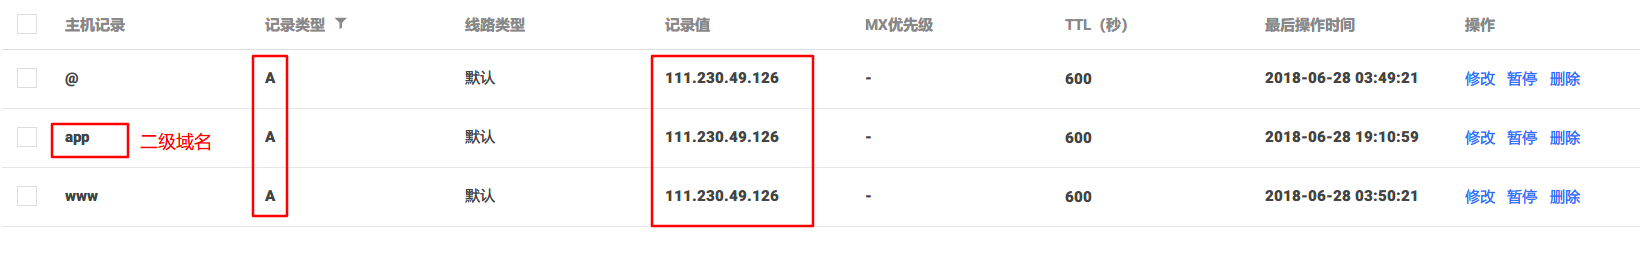 主机记录 记录类型 线路类型 记录值 MX优先级 TTL（秒） 最后操作时间 操作
@ A 默认 111.230.49.126 - 600 2018-06-28 03:49:21 修改 暂停 删除
app 二级域名 A 默认 111.230.49.126 - 600 2018-06-28 19:10:59 修改 暂停 删除
www A 默认 111.230.49.126 - 600 2018-06-28 03:50:21 修改 暂停 删除